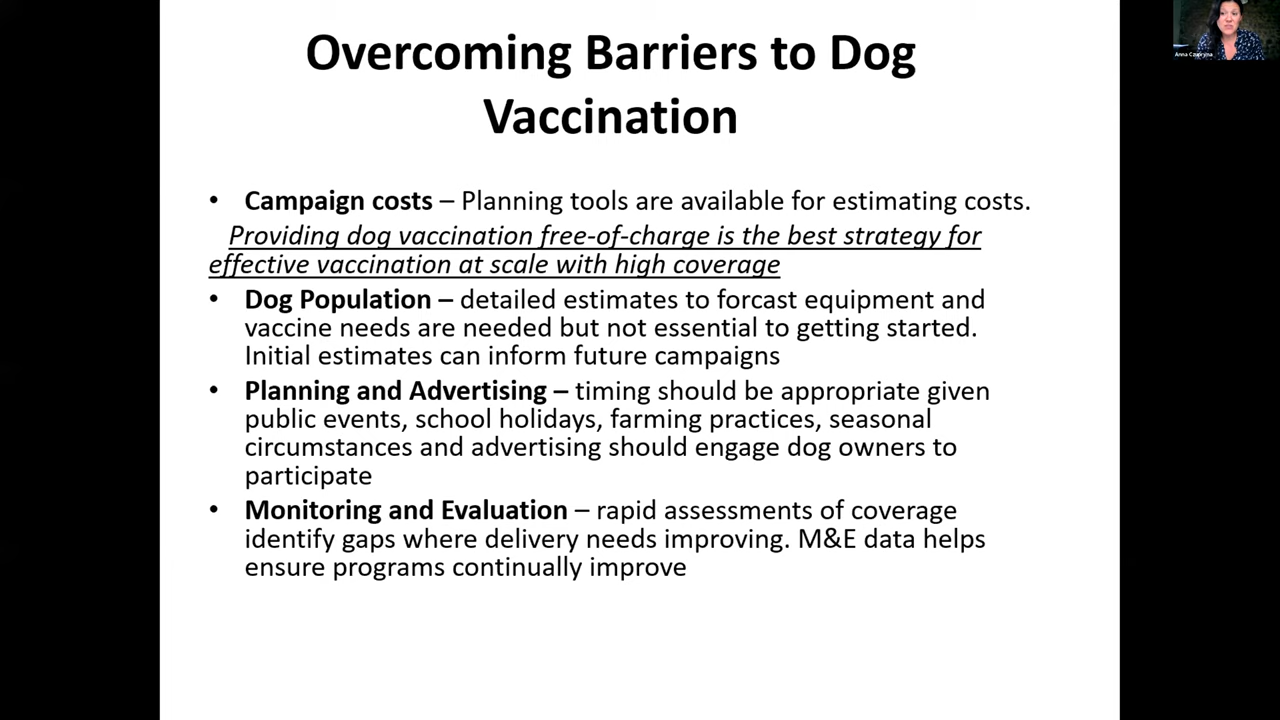 Overcoming Barriers to Dog
Vaccination
• Campaign costs – Planning tools are available for estimating costs.
Providing dog vaccination free-of-charge is the best strategy for
effective vaccination at scale with high coverage
• Dog Population – detailed estimates to forcast equipment and
vaccine needs are needed but not essential to getting started.
Initial estimates can inform future campaigns
• Planning and Advertising – timing should be appropriate given
public events, school holidays, farming practices, seasonal
circumstances and advertising should engage dog owners to
participate
• Monitoring and Evaluation – rapid assessments of coverage
identify gaps where delivery needs improving. M&E data helps
ensure programs continually improve
Anna Czupryna